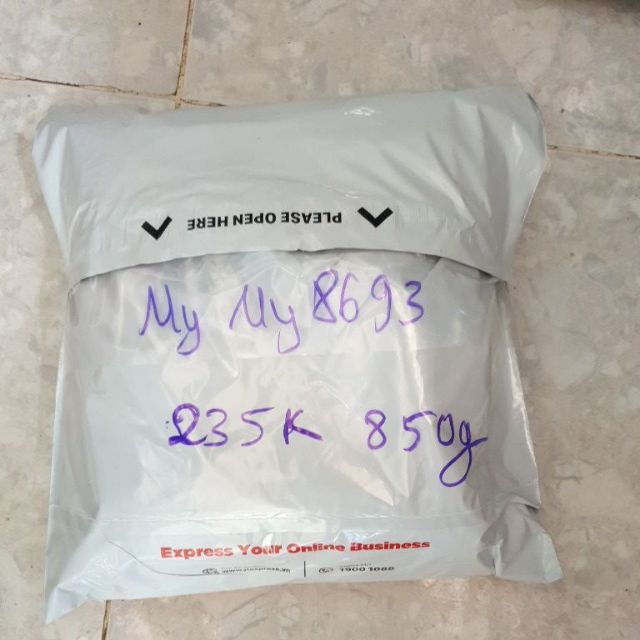 PLEASE OPEN HERE
My My 8693
235K 850g
Express Your Online Business
1900 1088